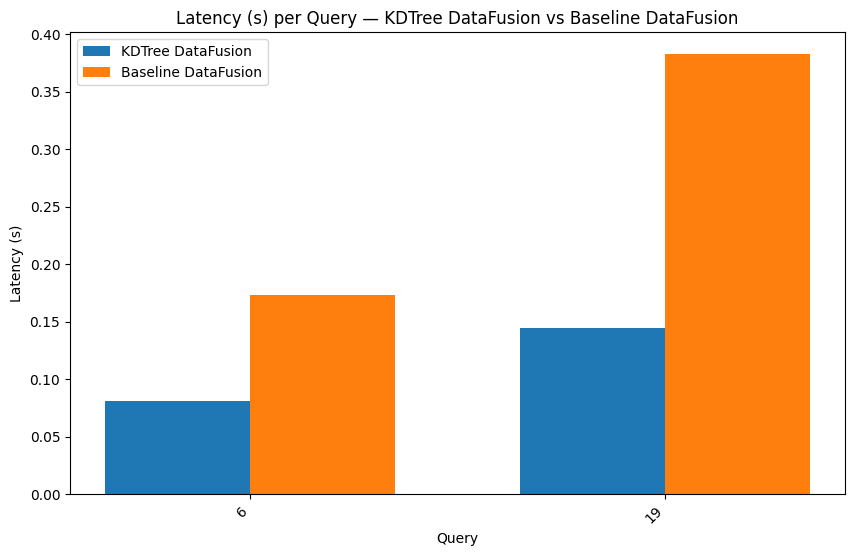 Latency (s) per Query — KDTree DataFusion vs Baseline DataFusion
KDTree DataFusion
Baseline DataFusion
0.40
0.35
0.30
0.25
0.20
0.15
0.10
0.05
0.00
Latency (s)
6
19
Query